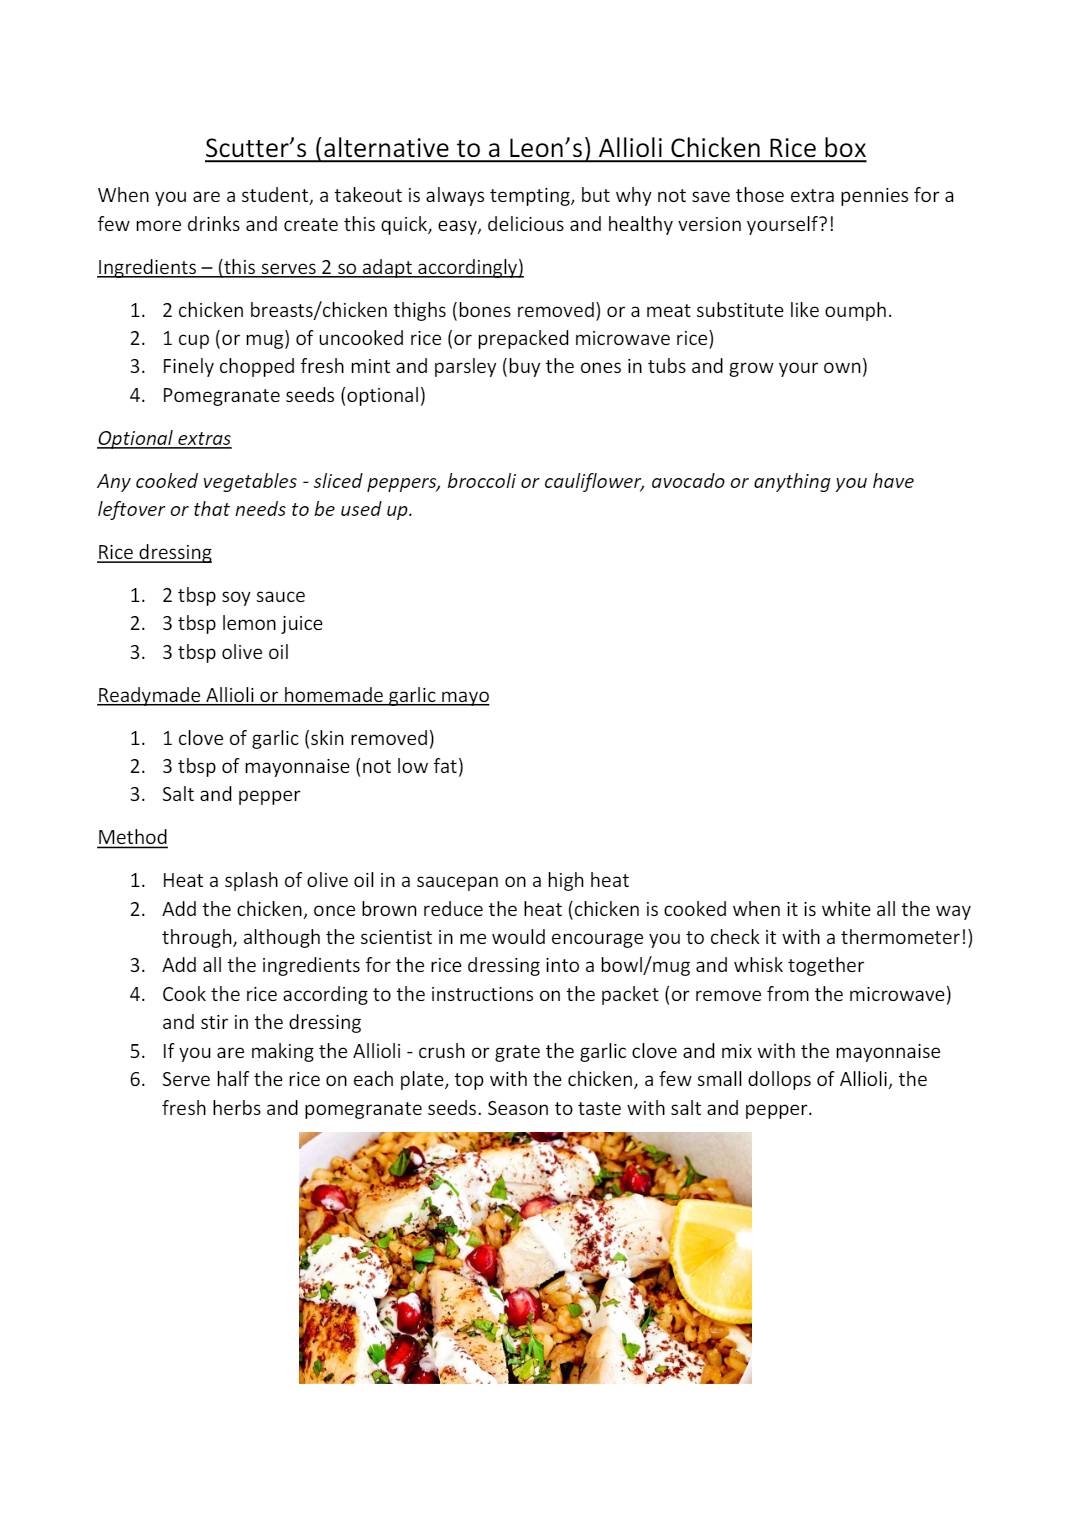 Scutter’s (alternative to a Leon’s) Allioli Chicken Rice box
When you are a student, a takeout is always tempting, but why not save those extra pennies for a
few more drinks and create this quick, easy, delicious and healthy version yourself?!
Ingredients – (this serves 2 so adapt accordingly)
1. 2 chicken breasts/chicken thighs (bones removed) or a meat substitute like oumph.
2. 1 cup (or mug) of uncooked rice (or prepacked microwave rice)
3. Finely chopped fresh mint and parsley (buy the ones in tubs and grow your own)
4. Pomegranate seeds (optional)
Optional extras
Any cooked vegetables - sliced peppers, broccoli or cauliflower, avocado or anything you have
leftover or that needs to be used up.
Rice dressing
1. 2 tbsp soy sauce
2. 3 tbsp lemon juice
3. 3 tbsp olive oil
Readymade Allioli or homemade garlic mayo
1. 1 clove of garlic (skin removed)
2. 3 tbsp of mayonnaise (not low fat)
3. Salt and pepper
Method
1. Heat a splash of olive oil in a saucepan on a high heat
2. Add the chicken, once brown reduce the heat (chicken is cooked when it is white all the way
through, although the scientist in me would encourage you to check it with a thermometer!)
3. Add all the ingredients for the rice dressing into a bowl/mug and whisk together
4. Cook the rice according to the instructions on the packet (or remove from the microwave)
and stir in the dressing
5. If you are making the Allioli - crush or grate the garlic clove and mix with the mayonnaise
6. Serve half the rice on each plate, top with the chicken, a few small dollops of Allioli, the
fresh herbs and pomegranate seeds. Season to taste with salt and pepper.